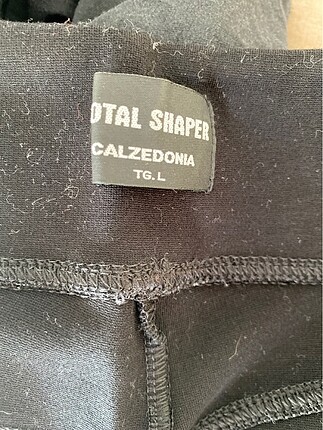 OTAL SHAPER
CALZEDONIA
TG. L